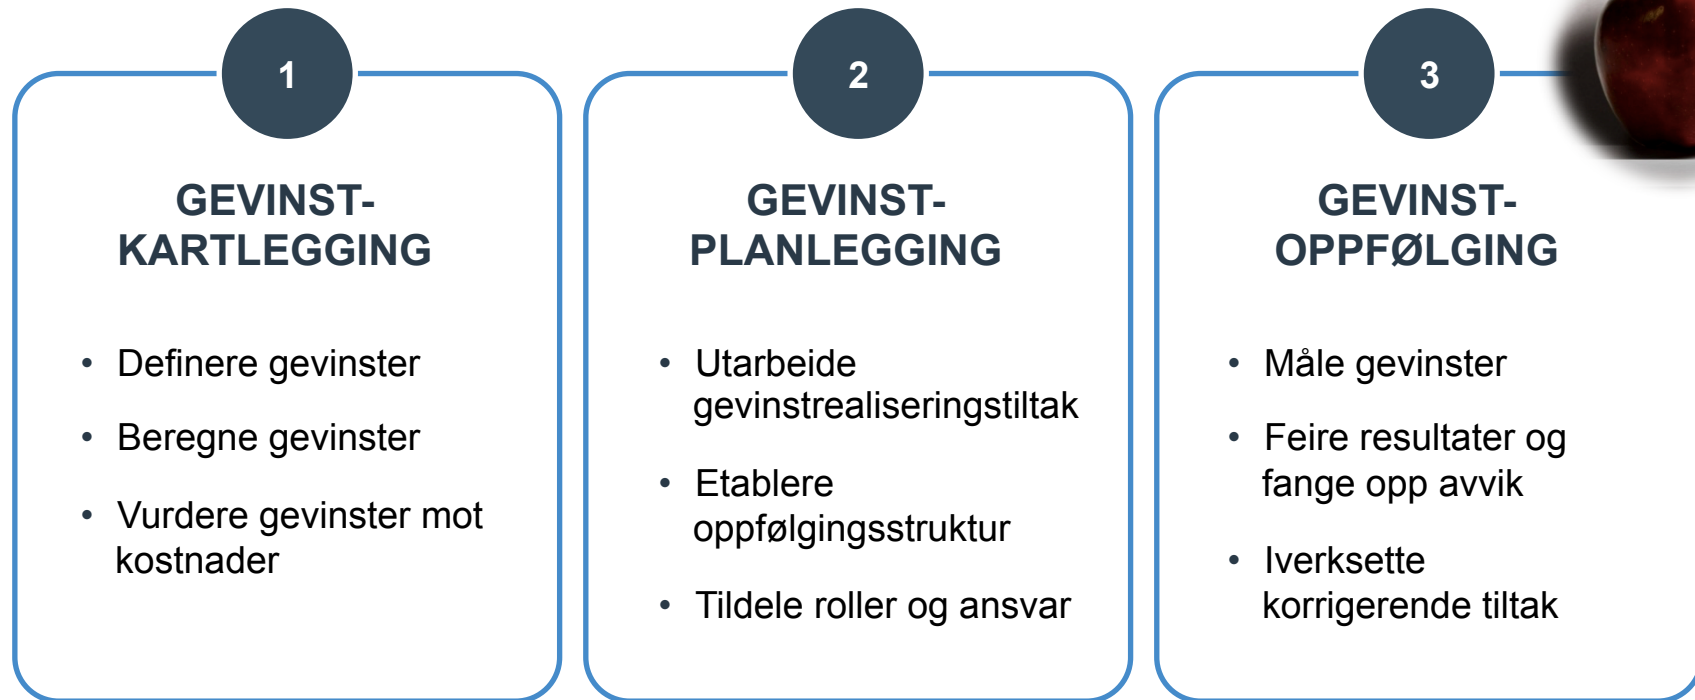 1
GEVINST-
KARTLEGGING
• Definere gevinster
• Beregne gevinster
• Vurdere gevinster mot
kostnader
2
GEVINST-
PLANLEGGING
• Utarbeide
gevinstrealiseringstiltak
• Etablere
oppfølgingsstruktur
• Tildele roller og ansvar
3
GEVINST-
OPPFØLGING
• Måle gevinster
• Feire resultater og
fange opp avvik
• Iverksette
korrigerende tiltak